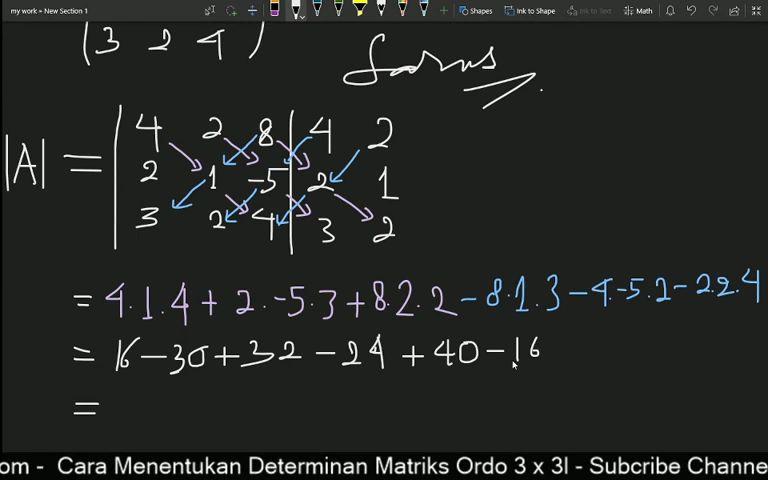 my work » New Section 1
Shapes Ink to Shape Ink to Text Math
(3 2 4)
Sarrus
|A| = | 4 2 8 | 4 2
2 1 -5 | 2 1
3 2 4 | 3 2
= 4.1.4 + 2.-5.3 + 8.2.2 - 8.1.3 - 4.-5.2 - 2.2.4
= 16 - 30 + 32 - 24 + 40 - 16
=
om - Cara Menentukan Determinan Matriks Ordo 3 x 3I - Subcribe Channe